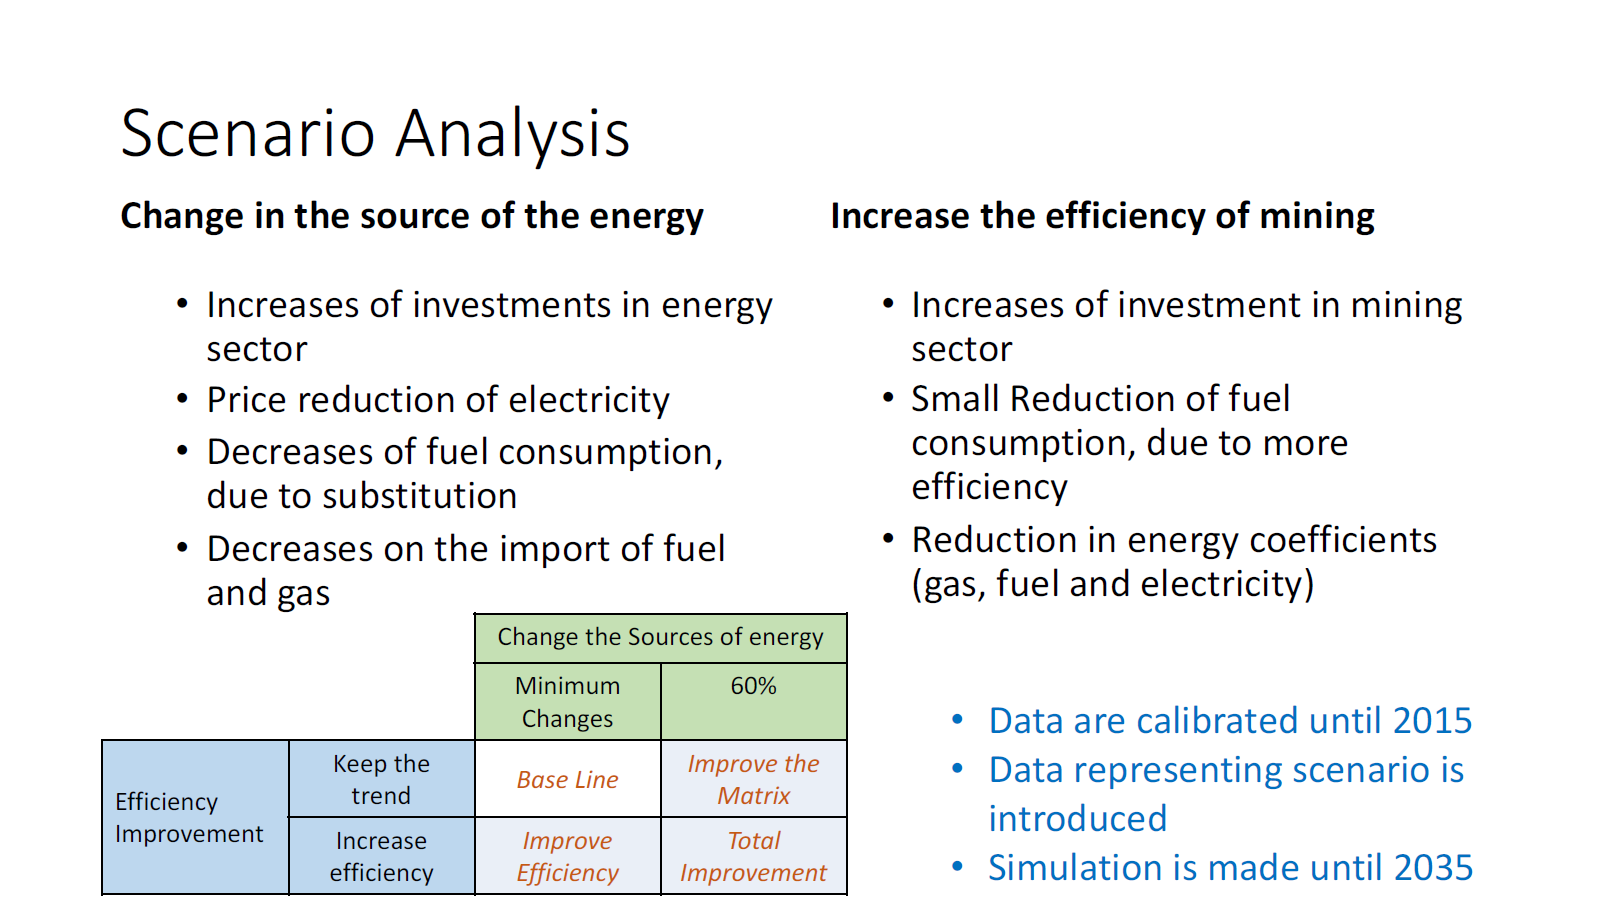 Scenario Analysis
Change in the source of the energy
• Increases of investments in energy
sector
• Price reduction of electricity
• Decreases of fuel consumption,
due to substitution
• Decreases on the import of fuel
and gas
Increase the efficiency of mining
• Increases of investment in mining
sector
• Small Reduction of fuel
consumption, due to more
efficiency
• Reduction in energy coefficients
(gas, fuel and electricity)
Change the Sources of energy
Minimum
Changes
60%
Efficiency
Improvement
Keep the
trend
Base Line
Improve the
Matrix
Increase
efficiency
Improve
Efficiency
Total
Improvement
• Data are calibrated until 2015
• Data representing scenario is
introduced
• Simulation is made until 2035